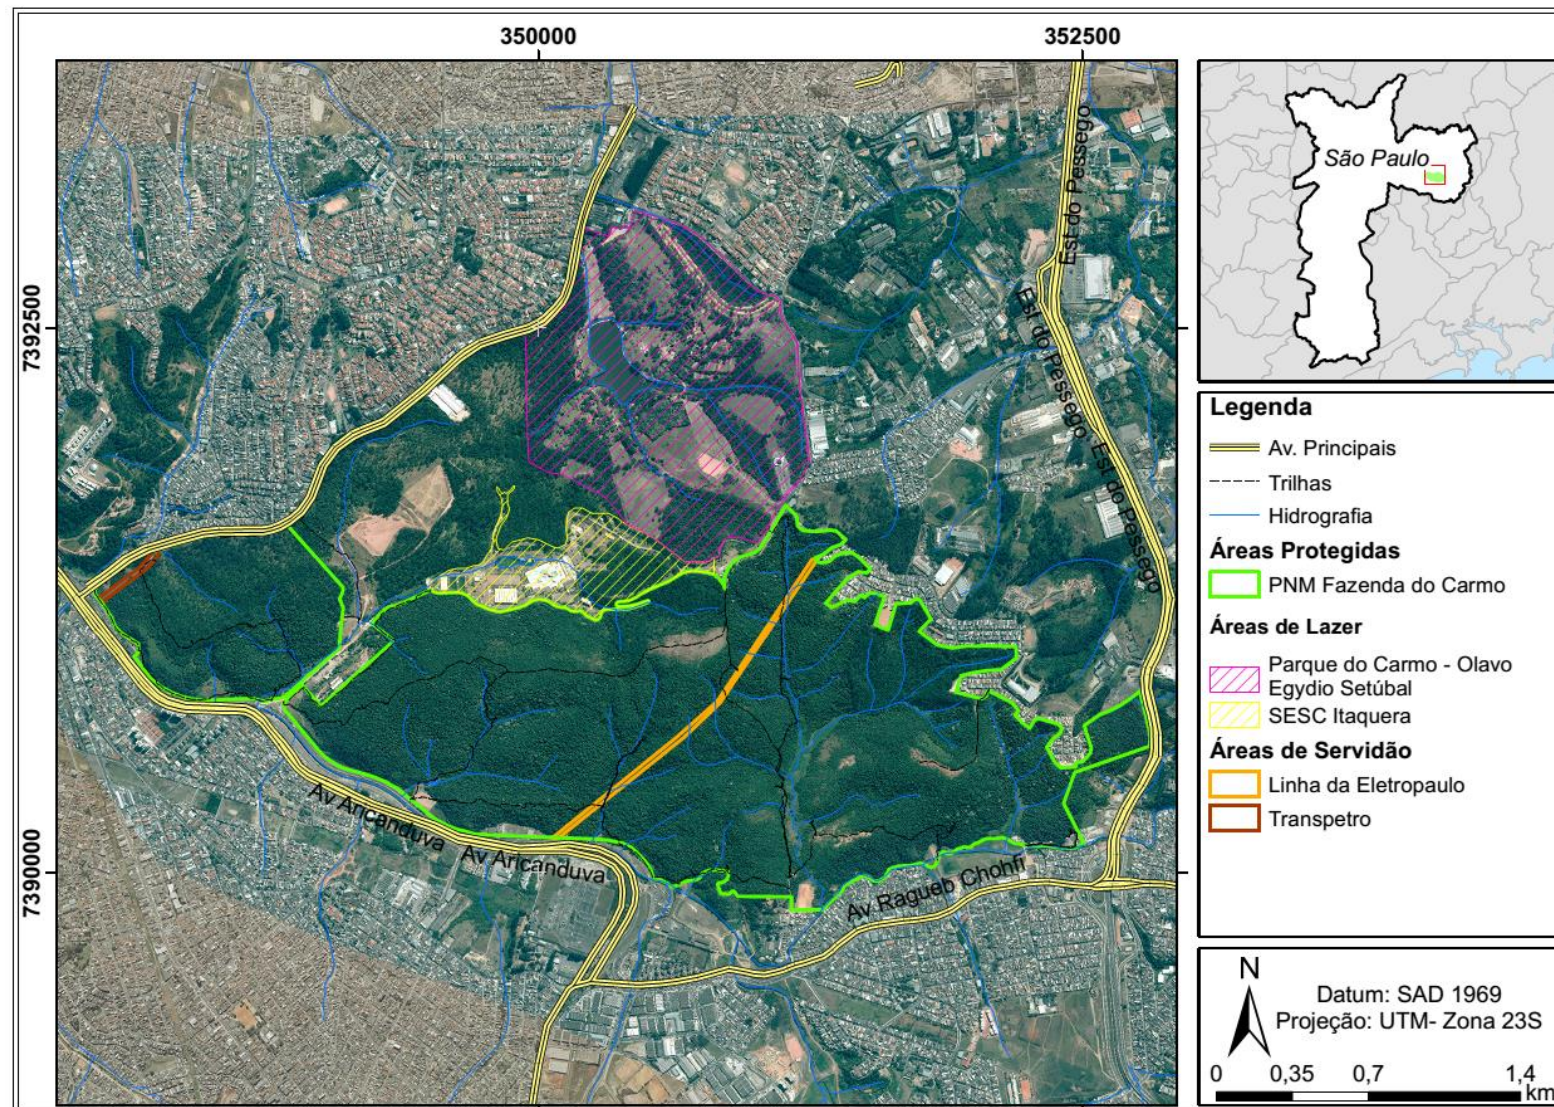 350000
352500
7392500
7390000
Est do Pessego
Est do Pessego
Est do Pessego
Av Aricanduva
Av Aricanduva
Av Ragueb Chohfi
São Paulo
Legenda
Av. Principais
Trilhas
Hidrografia
Áreas Protegidas
PNM Fazenda do Carmo
Áreas de Lazer
Parque do Carmo - Olavo
Egydio Setúbal
SESC Itaquera
Áreas de Servidão
Linha da Eletropaulo
Transpetro
N
Datum: SAD 1969
Projeção: UTM- Zona 23S
0 0,35 0,7 1,4
km